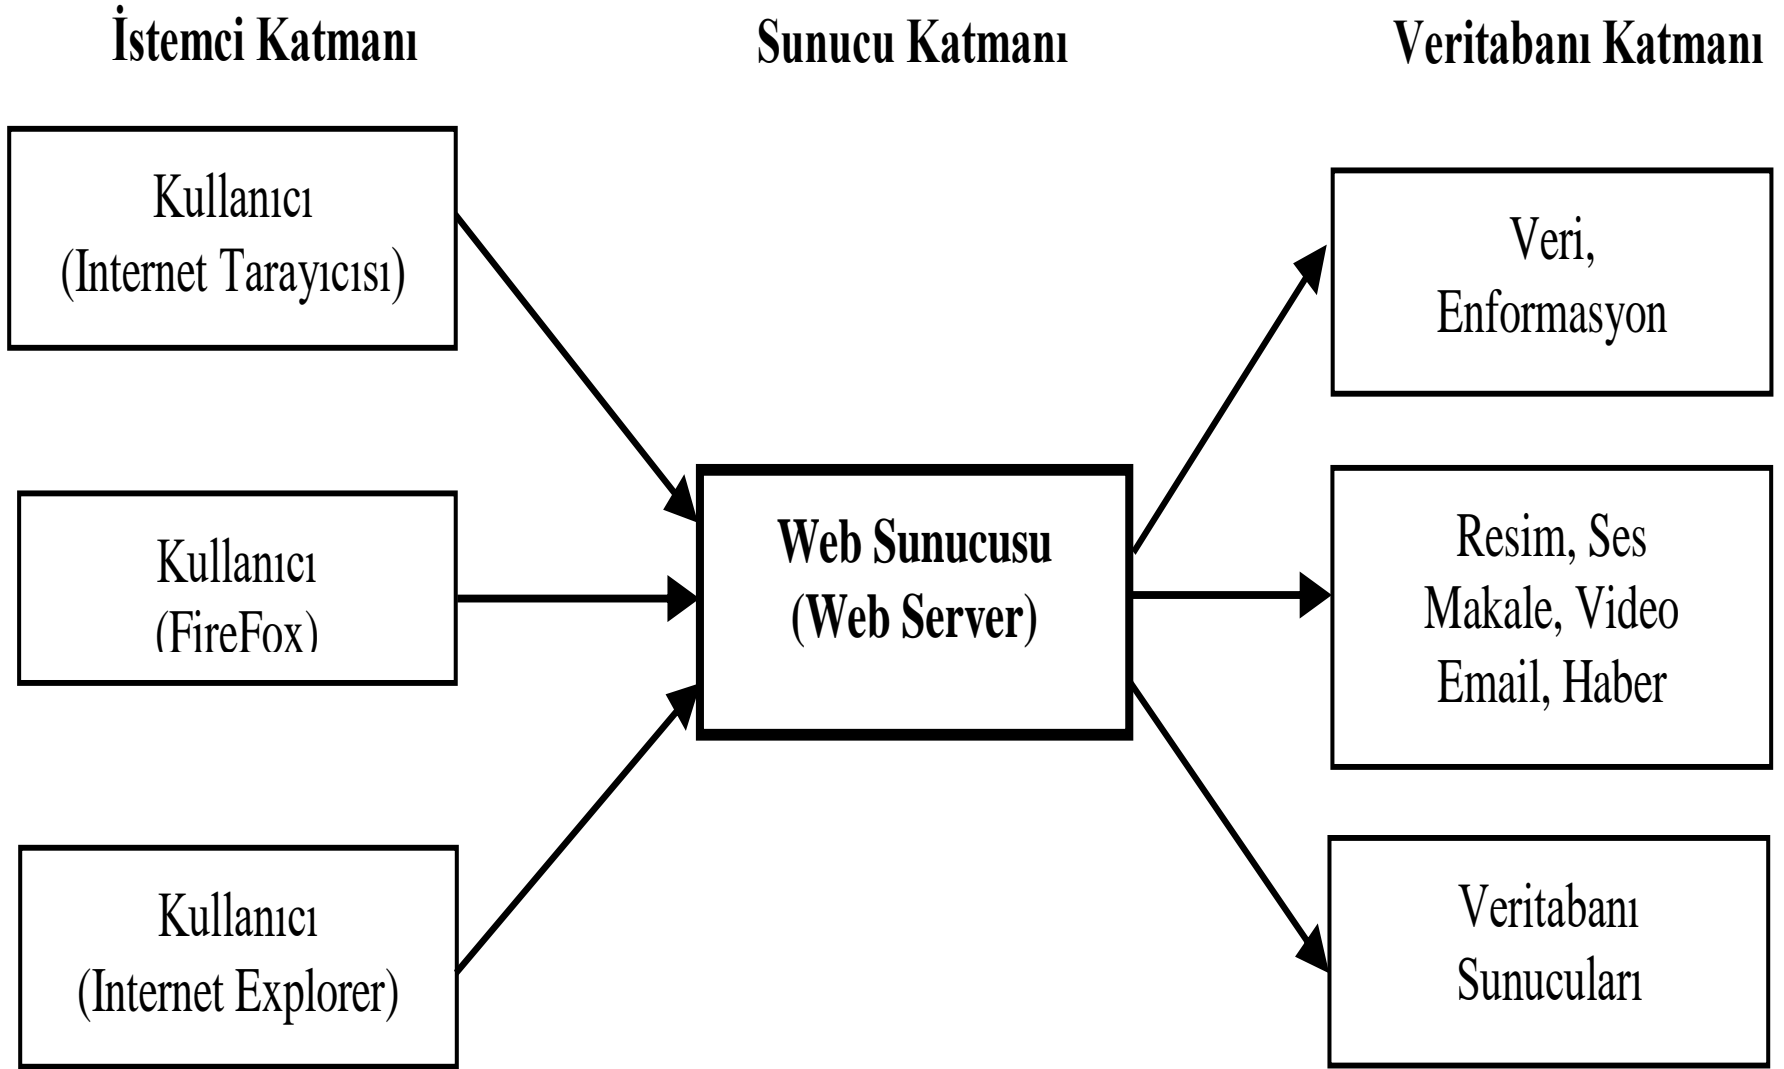 İstemci Katmanı
Sunucu Katmanı
Veritabanı Katmanı
Kullanıcı
(Internet Tarayıcısı)
Kullanıcı
(FireFox)
Kullanıcı
(Internet Explorer)
Web Sunucusu
(Web Server)
Veri,
Enformasyon
Resim, Ses
Makale, Video
Email, Haber
Veritabanı
Sunucuları